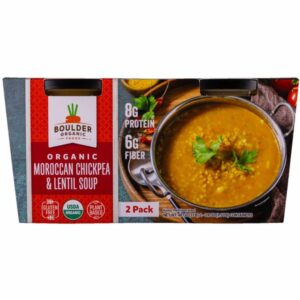 BOULDER
ORGANIC
FOODS
ORGANIC
MOROCCAN CHICKPEA
& LENTIL SOUP
GLUTEN
FREE
USDA
ORGANIC
PLANT
BASED
8G
PROTEIN
6G
FIBER
2 Pack